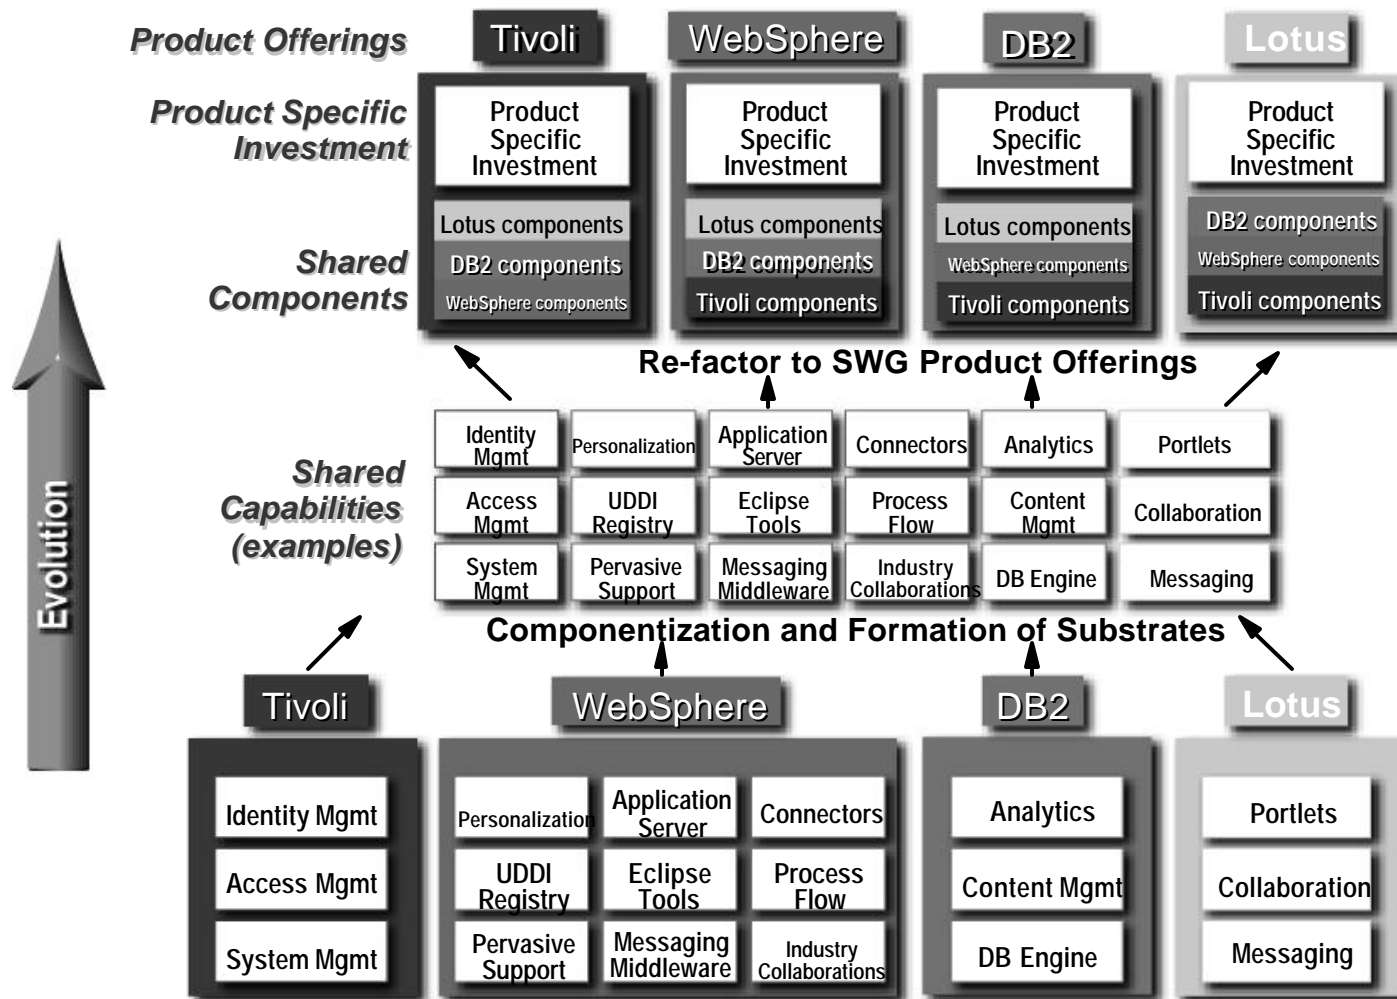 Product Offerings
Tivoli
WebSphere
DB2
Lotus
Product Specific
Investment
Product
Specific
Investment
Product
Specific
Investment
Product
Specific
Investment
Product
Specific
Investment
Shared
Components
Lotus components
DB2 components
WebSphere components
Lotus components
DB2 components
Tivoli components
Lotus components
WebSphere components
Tivoli components
DB2 components
WebSphere components
Tivoli components
Re-factor to SWG Product Offerings
Evolution
Shared
Capabilities
(examples)
Identity
Mgmt
Personalization
Application
Server
Connectors
Analytics
Portlets
Access
Mgmt
UDDI
Registry
Eclipse
Tools
Process
Flow
Content
Mgmt
Collaboration
System
Mgmt
Pervasive
Support
Messaging
Middleware
Industry
Collaborations
DB Engine
Messaging
Componentization and Formation of Substrates
Tivoli
WebSphere
DB2
Lotus
Identity Mgmt
Access Mgmt
System Mgmt
Personalization
Application
Server
Connectors
UDDI
Registry
Eclipse
Tools
Process
Flow
Pervasive
Support
Messaging
Middleware
Industry
Collaborations
Analytics
Content Mgmt
DB Engine
Portlets
Collaboration
Messaging